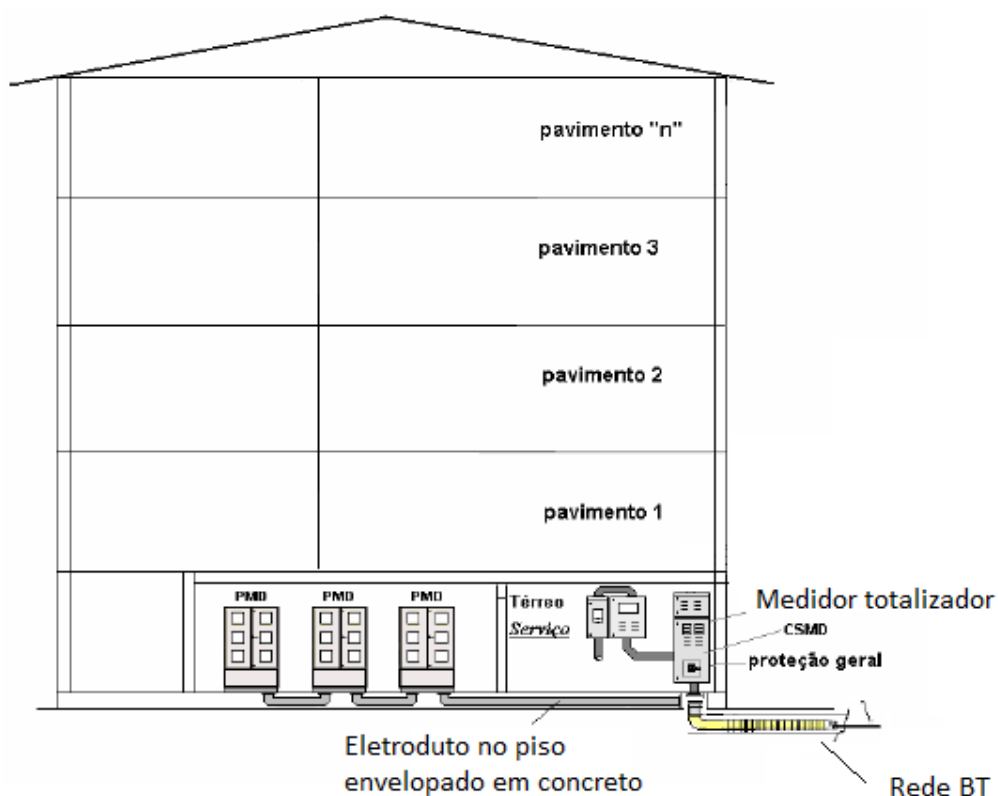 pavimento "n"
pavimento 3
pavimento 2
pavimento 1
PMD PMD PMD
Térreo
Serviço
Medidor totalizador
CSMD
proteção geral
Eletroduto no piso
envelopado em concreto
Rede BT